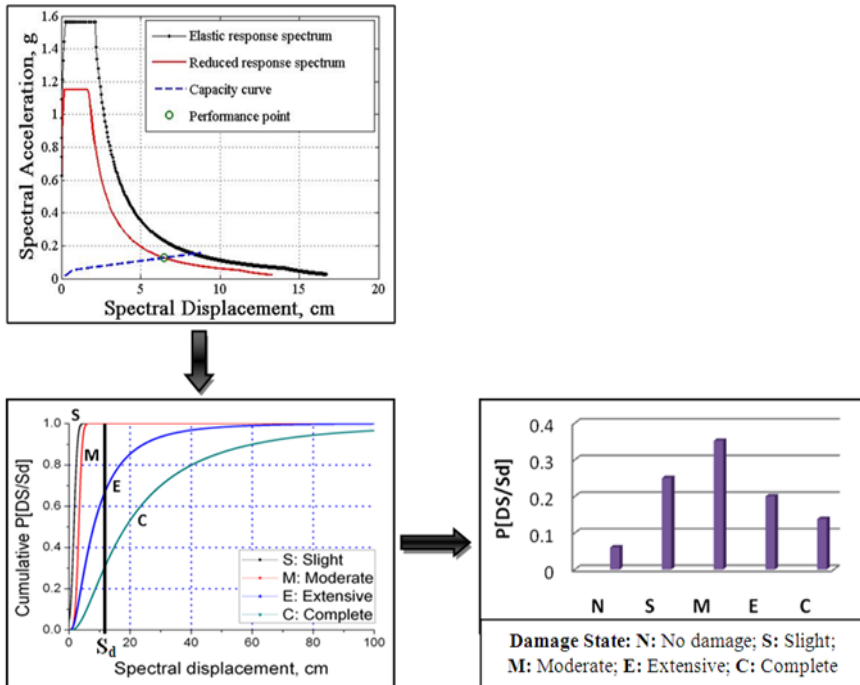 1.6
1.4
1.2
1
0.8
0.6
0.4
0.2
0
Spectral Acceleration, g
Elastic response spectrum
Reduced response spectrum
Capacity curve
Performance point
0 5 10 15 20
Spectral Displacement, cm
S
1.0
0.8
0.6
0.4
0.2
0.0
Cumulative P[DS/Sd]
M
E
C
S: Slight
M: Moderate
E: Extensive
C: Complete
0 20 40 60 80 100
Sd
Spectral displacement, cm
0.4
0.3
0.2
0.1
0
P[DS/Sd]
N S M E C
Damage State: N: No damage; S: Slight;
M: Moderate; E: Extensive; C: Complete